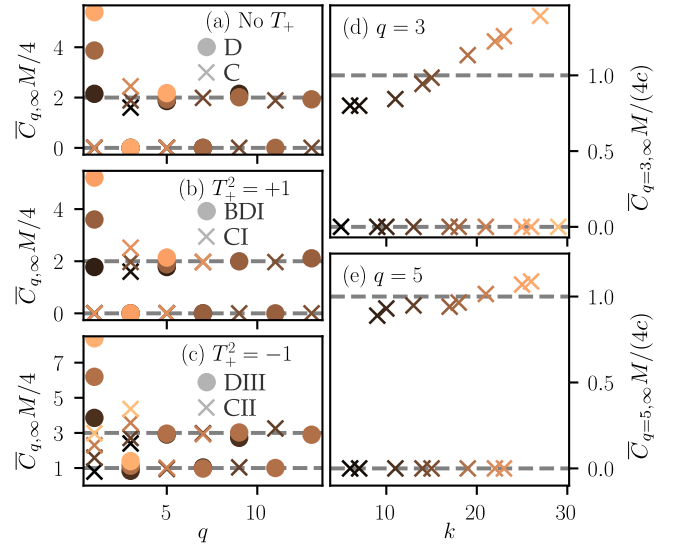 (a) No T₊
D
C
4
2
0
C̅_{q,∞}M/4
(b) T₊² = +1
BDI
CI
4
2
0
C̅_{q,∞}M/4
(c) T₊² = −1
DIII
CII
7
5
3
1
C̅_{q,∞}M/4
5
10
q
(d) q = 3
1.0
0.5
0.0
C̅_{q=3,∞}M/(4c)
(e) q = 5
1.0
0.5
0.0
C̅_{q=5,∞}M/(4c)
10
20
30
k